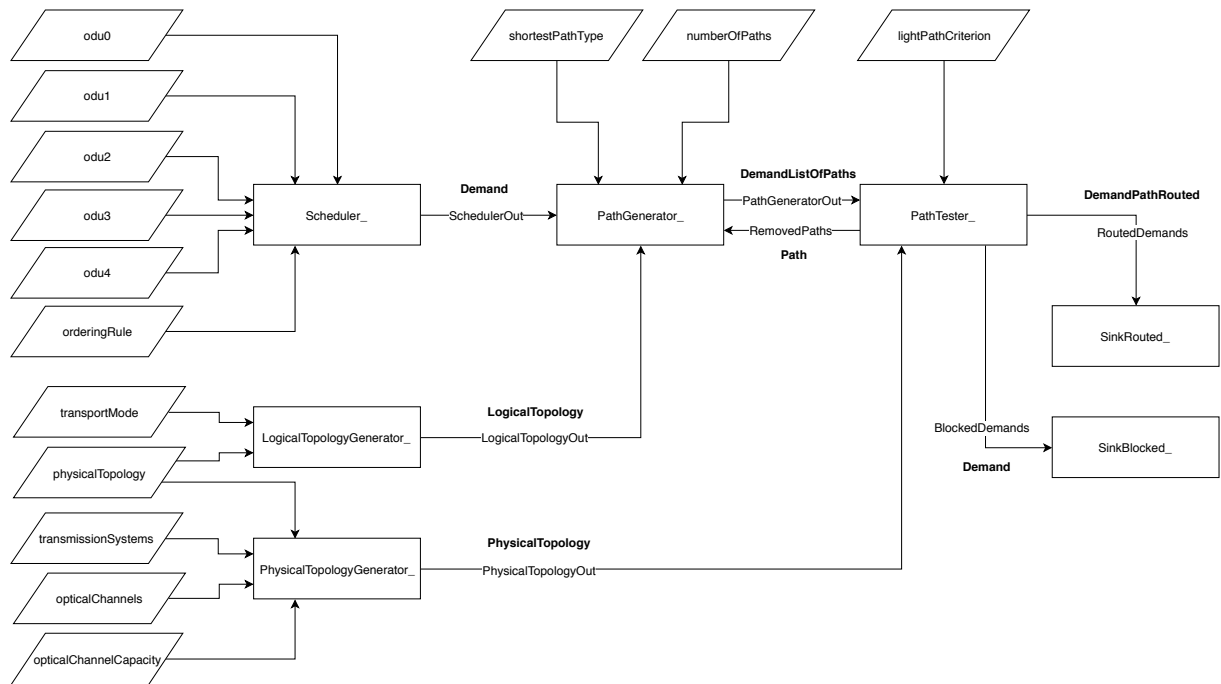 odu0
shortestPathType
numberOfPaths
lightPathCriterion
odu1
odu2
Demand
DemandListOfPaths
DemandPathRouted
odu3
Scheduler_
SchedulerOut
PathGenerator_
PathGeneratorOut
PathTester_
RemovedPaths
RoutedDemands
Path
odu4
orderingRule
SinkRouted_
transportMode
LogicalTopology
LogicalTopologyGenerator_
LogicalTopologyOut
BlockedDemands
SinkBlocked_
Demand
physicalTopology
transmissionSystems
PhysicalTopology
PhysicalTopologyGenerator_
PhysicalTopologyOut
opticalChannels
opticalChannelCapacity